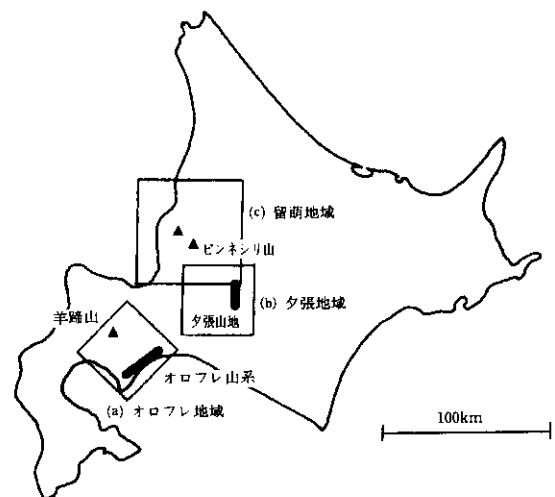 (c) 留萌地域
ピンネシリ山
(b) 夕張地域
夕張山地
羊蹄山
オロフレ山系
(a) オロフレ地域
100km